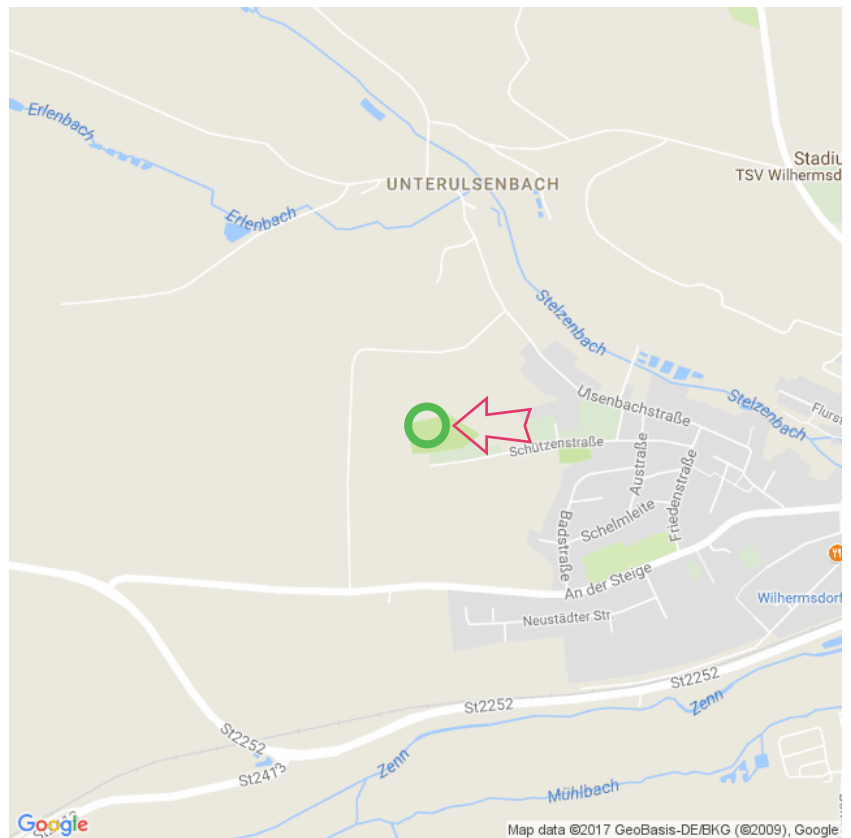 Erlenbach
Stadiu
TSV Wilhermsd
UNTERULSENBACH
Erlenbach
Stelzenbach
Ulsenbachstraße
Stelzenbach
Flurst
Schützenstraße
Austraße
Friedenstraße
Badstraße
Schelmleite
An der Steige
Wilhermsdorf
Neustädter Str.
St2252
St2252
Zenn
St2252
Zenn
St2413
Mühlbach
Google
Map data ©2017 GeoBasis-DE/BKG (©2009), Google